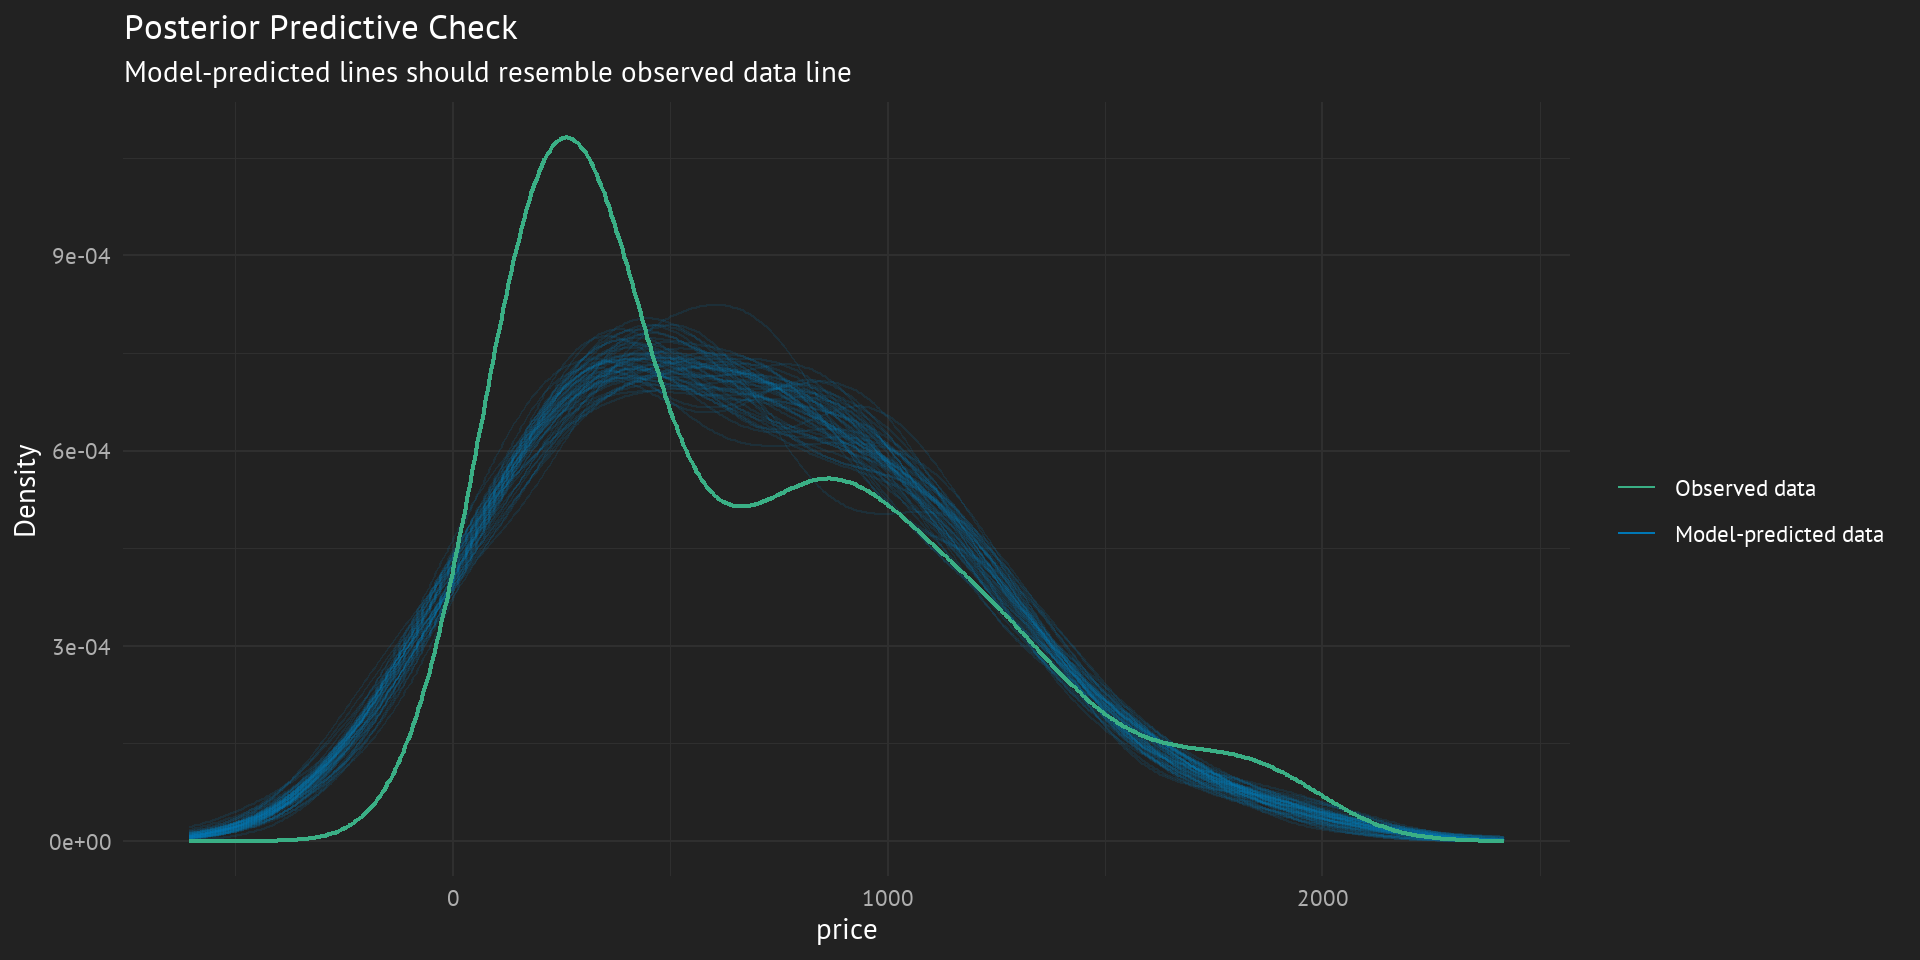 Posterior Predictive Check
Model-predicted lines should resemble observed data line
Density
9e-04
6e-04
3e-04
0e+00
0
1000
2000
price
Observed data
Model-predicted data